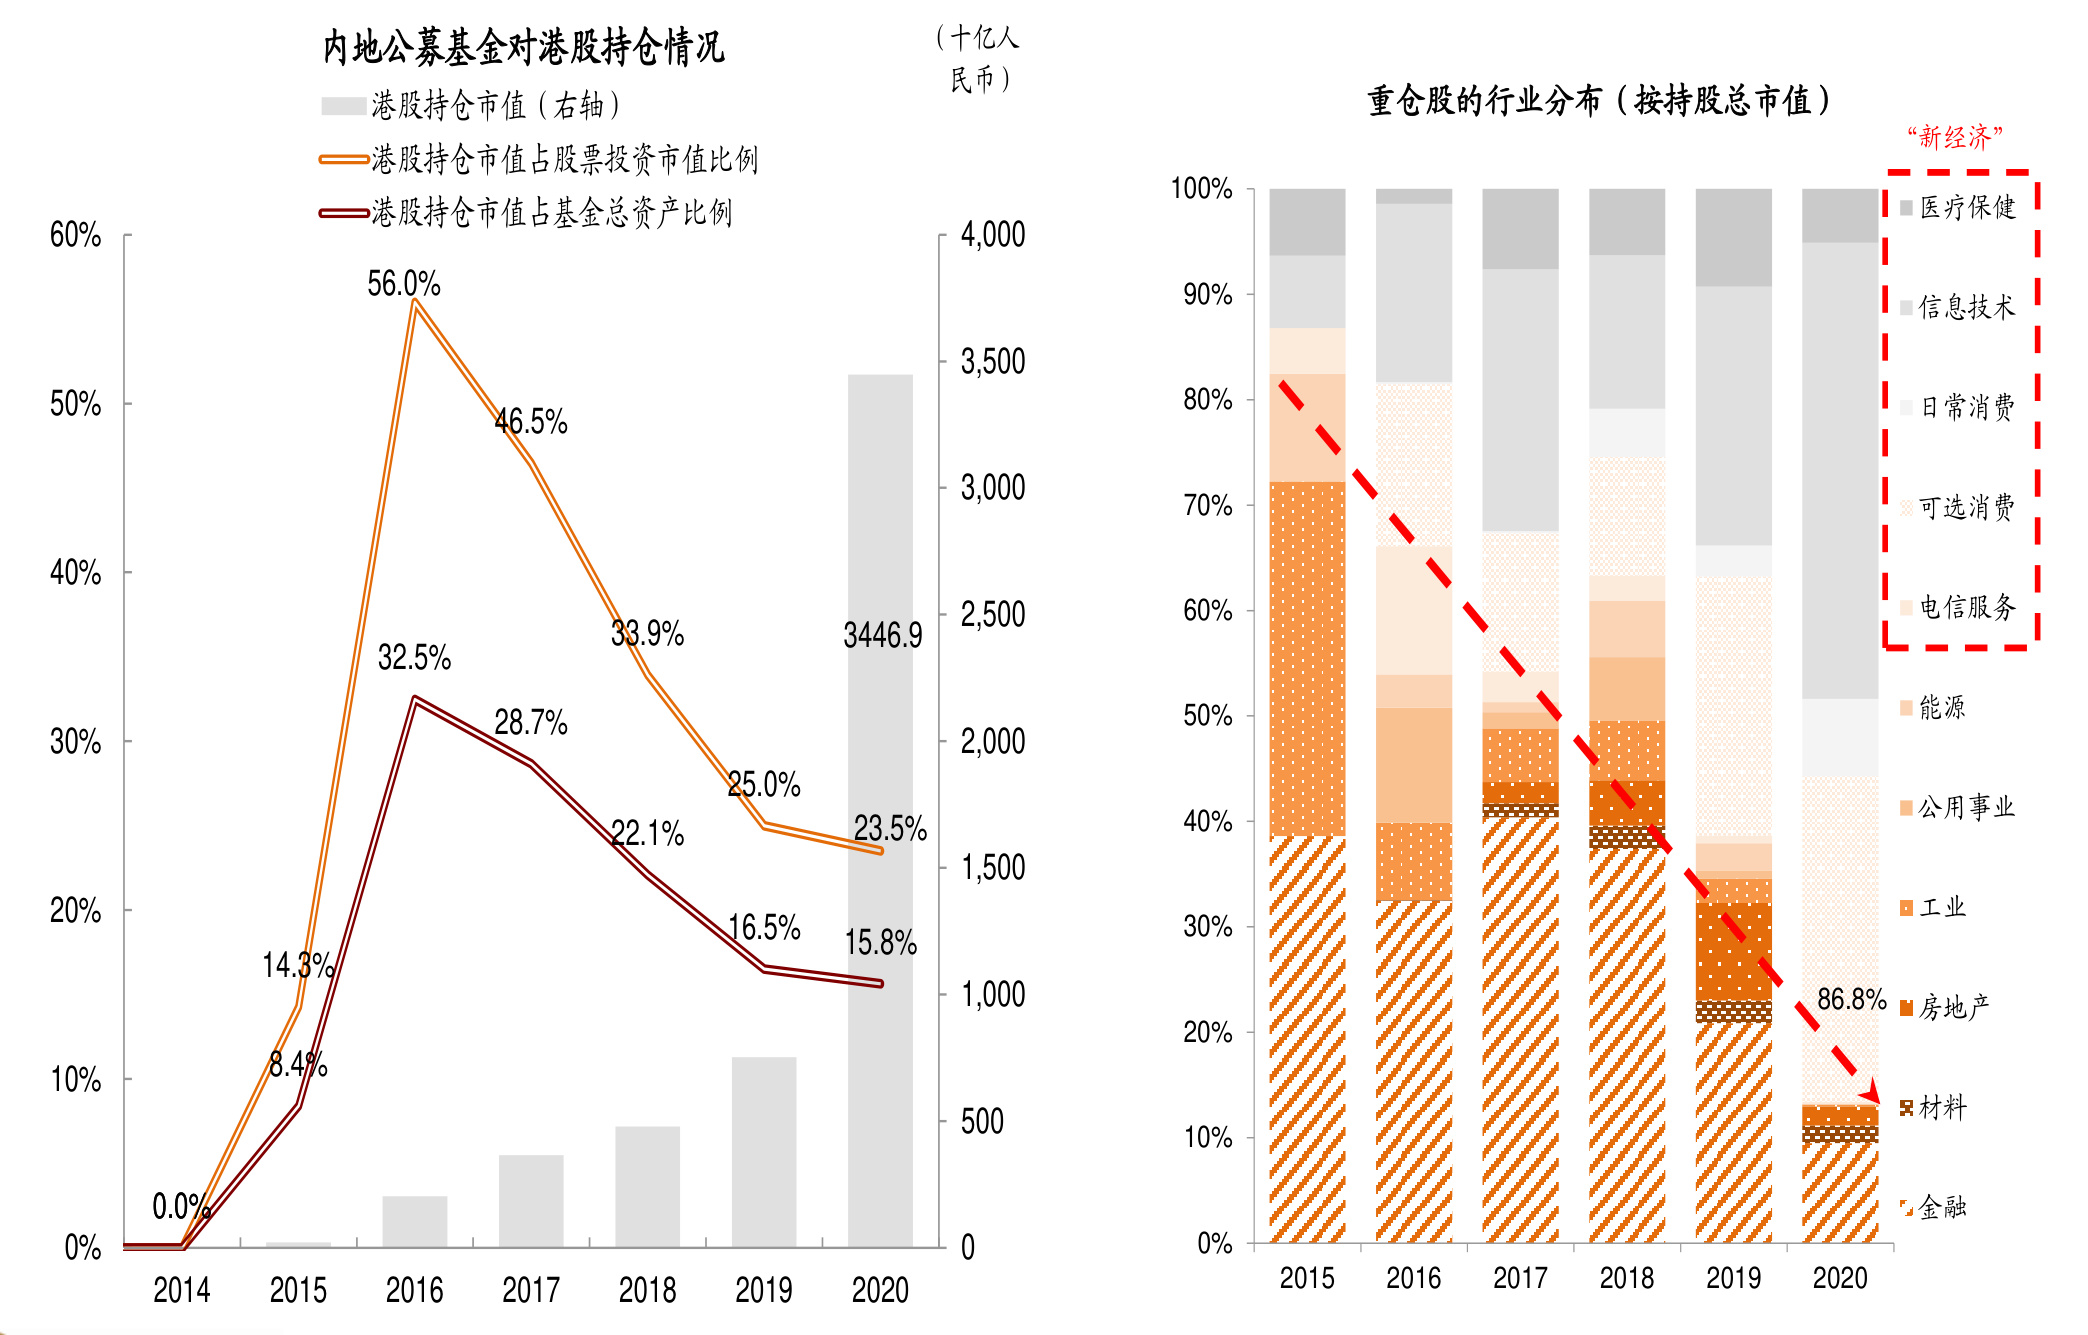 内地公募基金对港股持仓情况
（十亿人
民币）
港股持仓市值（右轴）
港股持仓市值占股票投资市值比例
港股持仓市值占基金总资产比例
60%
50%
40%
30%
20%
10%
0%
4,000
3,500
3,000
2,500
2,000
1,500
1,000
500
0
56.0%
46.5%
33.9%
25.0%
23.5%
14.3%
0.0%
32.5%
28.7%
22.1%
16.5%
15.8%
8.4%
3446.9
2014 2015 2016 2017 2018 2019 2020
重仓股的行业分布（按持股总市值）
“新经济”
100%
90%
80%
70%
60%
50%
40%
30%
20%
10%
0%
86.8%
医疗保健
信息技术
日常消费
可选消费
电信服务
能源
公用事业
工业
房地产
材料
金融
2015 2016 2017 2018 2019 2020